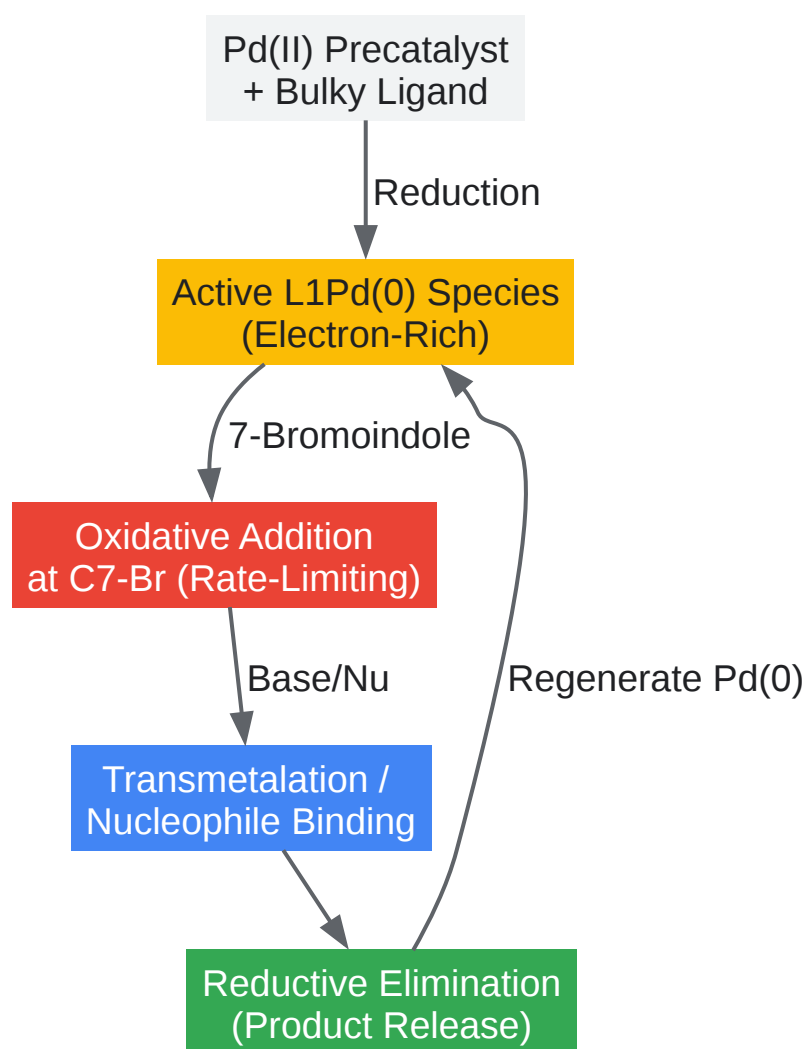 Pd(II) Precatalyst
+ Bulky Ligand
Reduction
Active L1Pd(0) Species
(Electron-Rich)
7-Bromoindole
Oxidative Addition
at C7-Br (Rate-Limiting)
Base/Nu
Regenerate Pd(0)
Transmetalation /
Nucleophile Binding
Reductive Elimination
(Product Release)